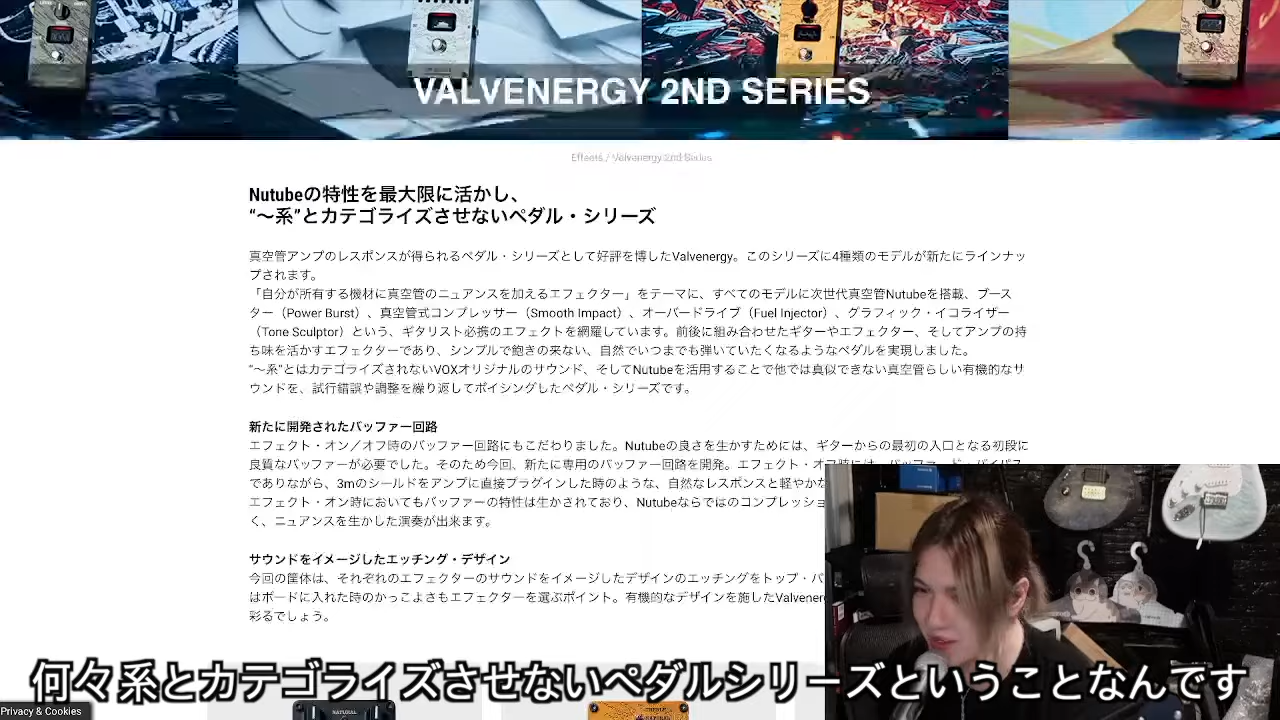 VALVENERGY 2ND SERIES
Effects / Valvenergy 2nd Series
Nutubeの特性を最大限に活かし、
“～系”とカテゴライズさせないペダル・シリーズ
真空管アンプのレスポンスが得られるペダル・シリーズとして好評を博したValvenergy。このシリーズに4種類のモデルが新たにラインナッ
プされます。
「自分が所有する機材に真空管のニュアンスを加えるエフェクター」をテーマに、すべてのモデルに次世代真空管Nutubeを搭載、ブース
ター（Power Burst）、真空管式コンプレッサー（Smooth Impact）、オーバードライブ（Fuel Injector）、グラフィック・イコライザー
（Tone Sculptor）という、ギタリスト必携のエフェクトを網羅しています。前後に組み合わせたギターやエフェクター、そしてアンプの持
ち味を活かすエフェクターであり、シンプルで飽きの来ない、自然でいつまでも弾いていたくなるようなペダルを実現しました。
“～系”とはカテゴライズされないVOXオリジナルのサウンド、そしてNutubeを活用することで他では真似できない真空管らしい有機的なサ
ウンドを、試行錯誤や調整を繰り返してボイシングしたペダル・シリーズです。
新たに開発されたバッファー回路
エフェクト・オン／オフ時のバッファー回路にもこだわりました。Nutubeの良さを生かすためには、ギターからの最初の入口となる初段に
良質なバッファーが必要でした。そのため今回、新たに専用のバッファー回路を開発。エフェクト・オフ時には、バッファード・バイパス
でありながら、3mのシールドをアンプに直接プラグインした時のような、自然なレスポンスと軽やかな
エフェクト・オン時においてもバッファーの特性は生かされており、Nutubeならではのコンプレッショ
く、ニュアンスを生かした演奏が出来ます。
サウンドをイメージしたエッチング・デザイン
今回の筐体は、それぞれのエフェクターのサウンドをイメージしたデザインのエッチングをトップ・パ
はボードに入れた時のかっこよさもエフェクターを選ぶポイント。有機的なデザインを施したValvener
彩るでしょう。
何々系とカテゴライズさせないペダルシリーズということなんです
Privacy & Cookies
NATURAL